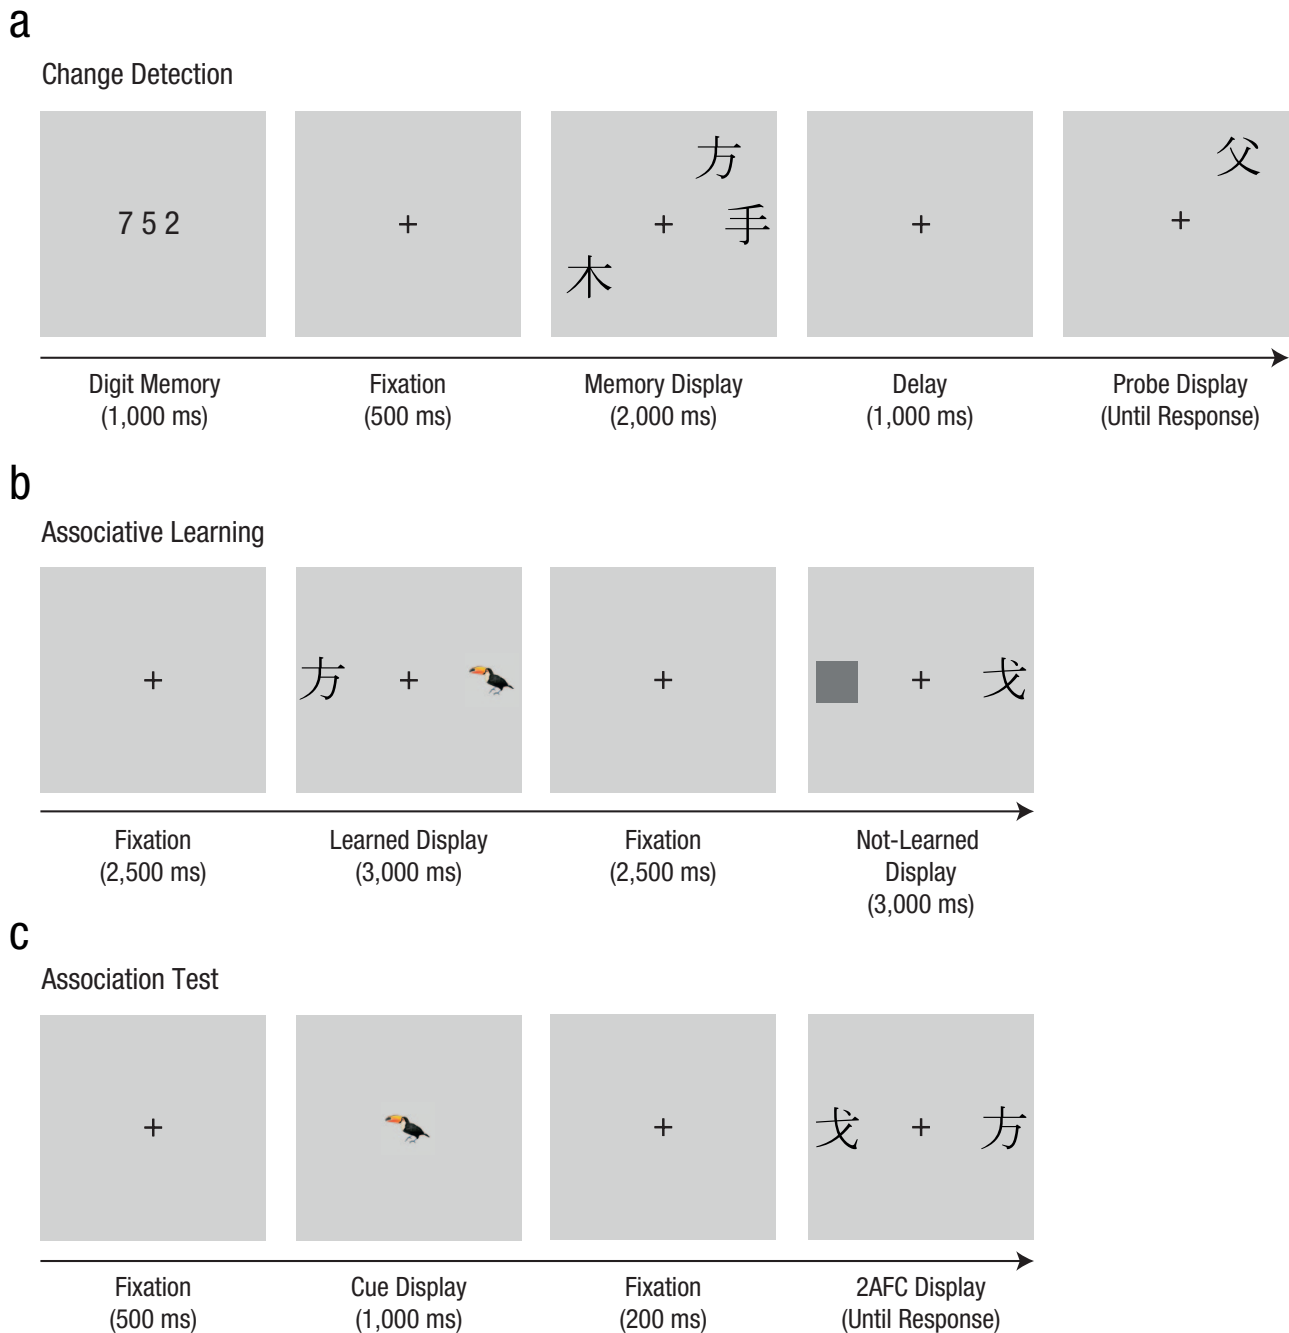 a
Change Detection
7 5 2
+
方
+
手
木
+
父
+
Digit Memory
(1,000 ms)
Fixation
(500 ms)
Memory Display
(2,000 ms)
Delay
(1,000 ms)
Probe Display
(Until Response)
b
Associative Learning
+
方 +
+
+ 戈
Fixation
(2,500 ms)
Learned Display
(3,000 ms)
Fixation
(2,500 ms)
Not-Learned
Display
(3,000 ms)
c
Association Test
+
+
戈 + 方
Fixation
(500 ms)
Cue Display
(1,000 ms)
Fixation
(200 ms)
2AFC Display
(Until Response)